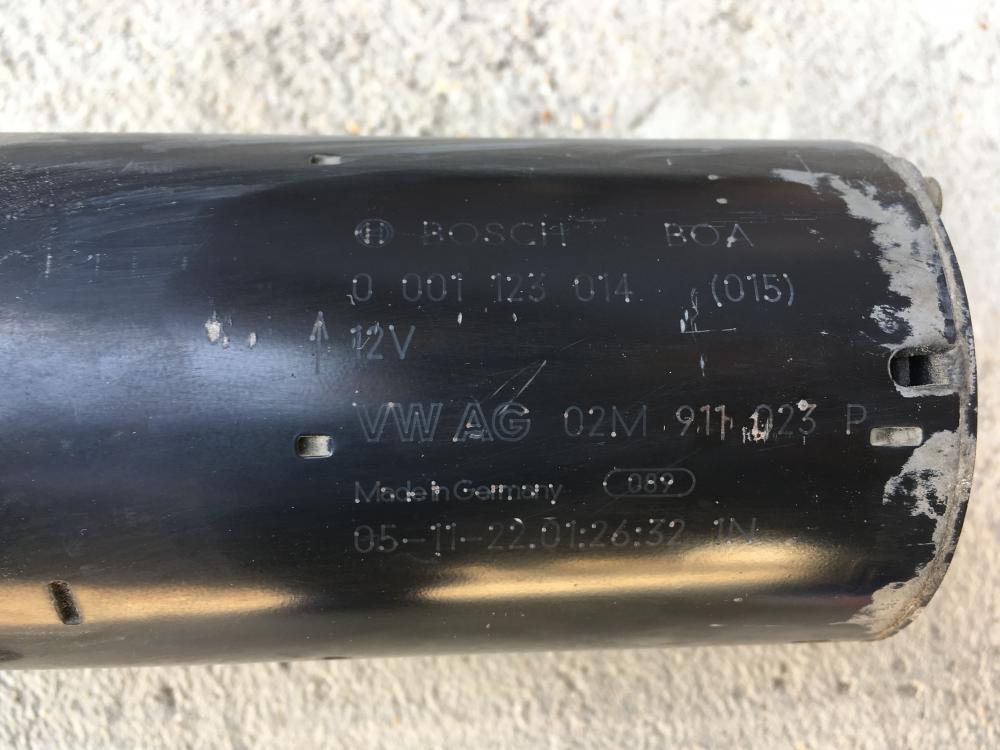 BOSCH BOA
0 001 123 014 (015)
12V
VW AG 02M 911 023 P
Made in Germany 089
05-11-22.01:26:32 1N